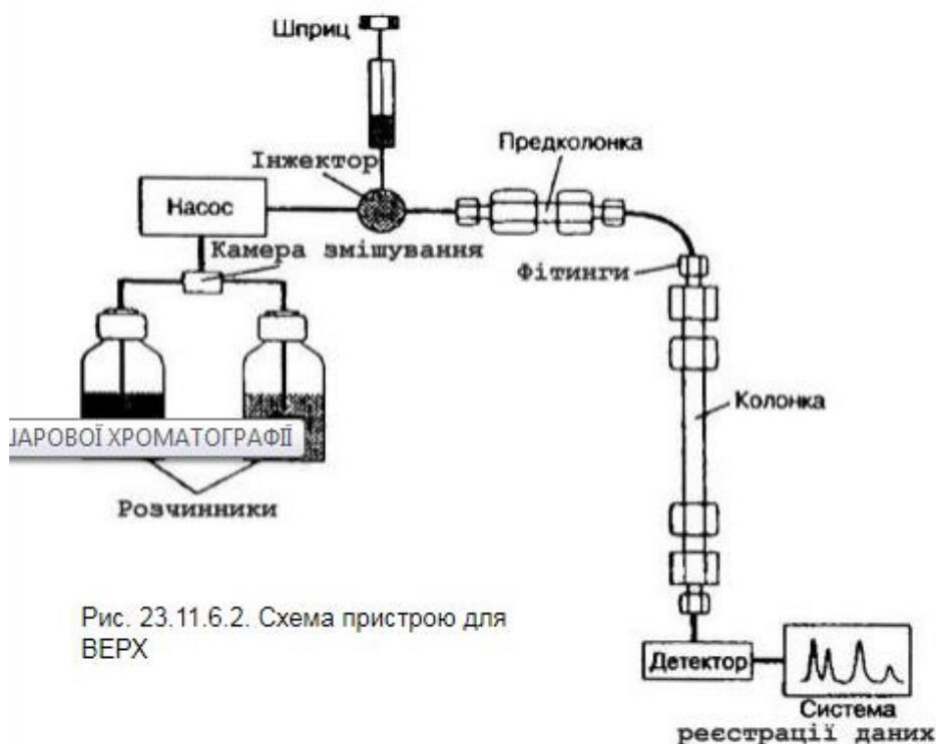 Шприц
Інжектор
Предколонка
Насос
Камера змішування
Фітинги
Колонка
ШАРОВОЇ ХРОМАТОГРАФІЇ
Розчинники
Рис. 23.11.6.2. Схема пристрою для
ВЕРХ
Детектор
Система
реєстрації даних